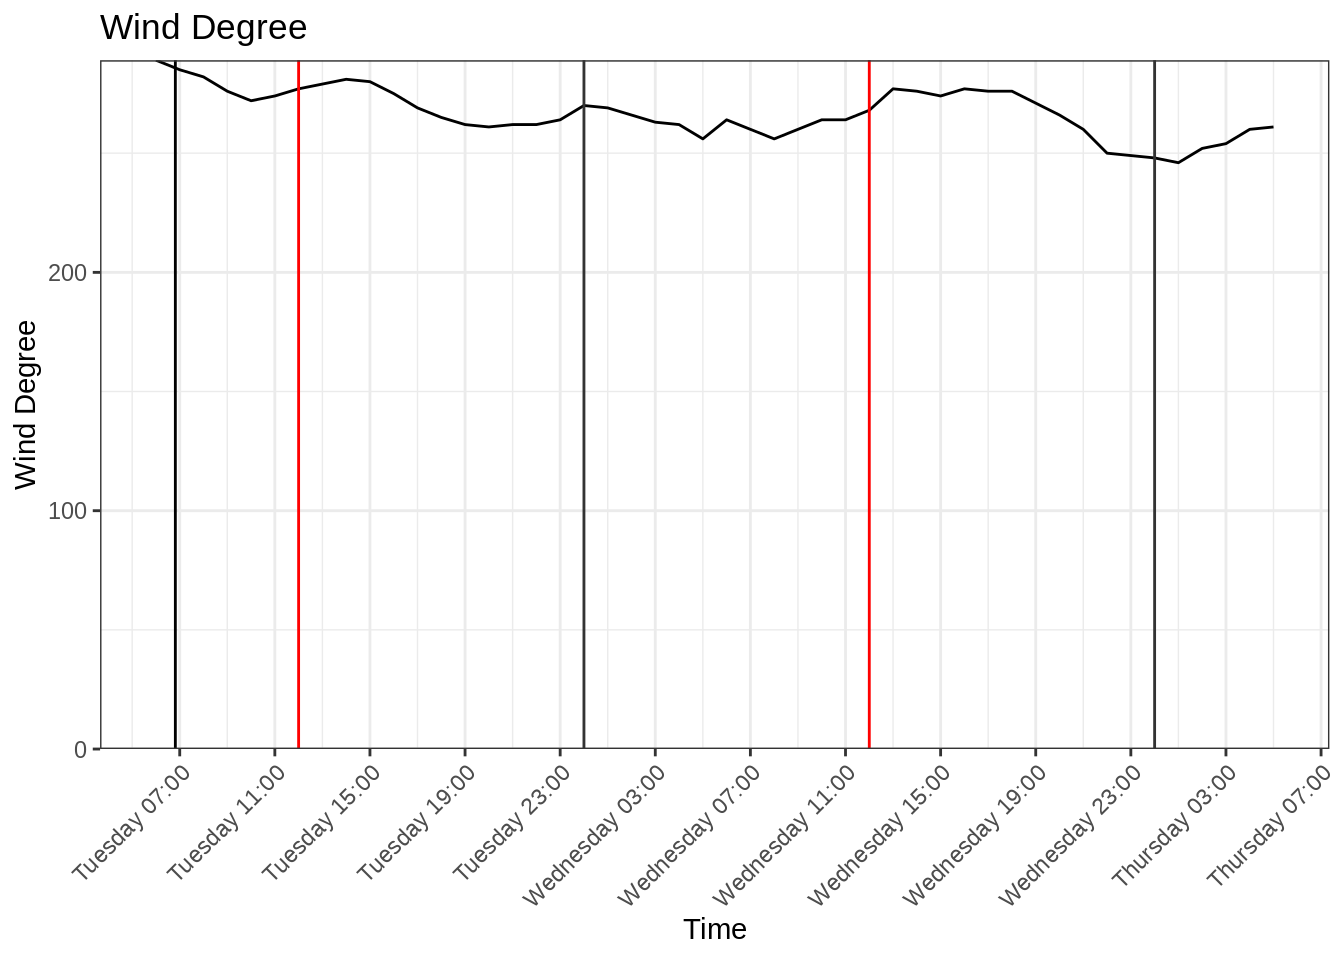 Wind Degree
Wind Degree
200
100
0
Tuesday 07:00
Tuesday 11:00
Tuesday 15:00
Tuesday 19:00
Tuesday 23:00
Wednesday 03:00
Wednesday 07:00
Wednesday 11:00
Wednesday 15:00
Wednesday 19:00
Wednesday 23:00
Thursday 03:00
Thursday 07:00
Time